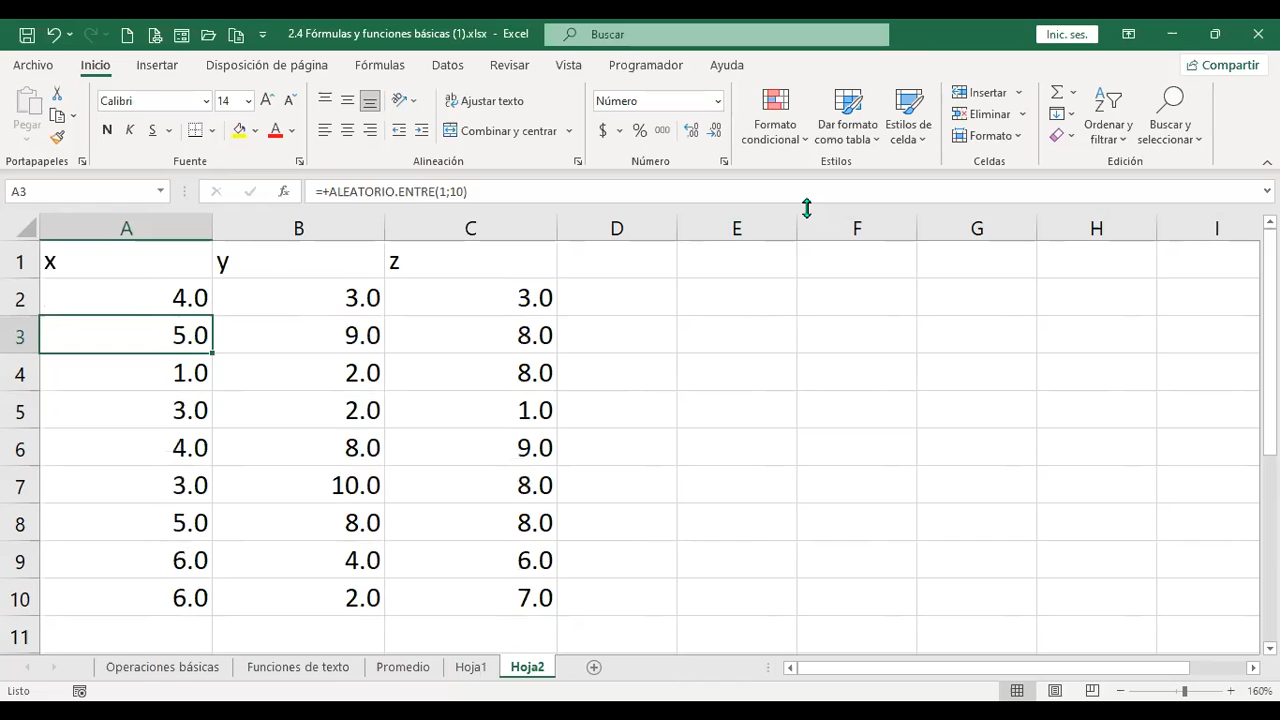 2.4 Fórmulas y funciones básicas (1).xlsx - Excel
Buscar
Inic. ses.
Archivo Inicio Insertar Disposición de página Fórmulas Datos Revisar Vista Programador Ayuda Compartir
Pegar
Calibri 14
N K S A
Ajustar texto
Combinar y centrar
Número
$ % 000
Formato condicional
Dar formato como tabla
Estilos de celda
Insertar
Eliminar
Formato
Ordenar y filtrar
Buscar y seleccionar
Portapapeles Fuente Alineación Número Estilos Celdas Edición
A3 fx =+ALEATORIO.ENTRE(1;10)
A B C D E F G H I
1 x y z
2 4.0 3.0 3.0
3 5.0 9.0 8.0
4 1.0 2.0 8.0
5 3.0 2.0 1.0
6 4.0 8.0 9.0
7 3.0 10.0 8.0
8 5.0 8.0 8.0
9 6.0 4.0 6.0
10 6.0 2.0 7.0
11
Operaciones básicas Funciones de texto Promedio Hoja1 Hoja2
Listo 160%